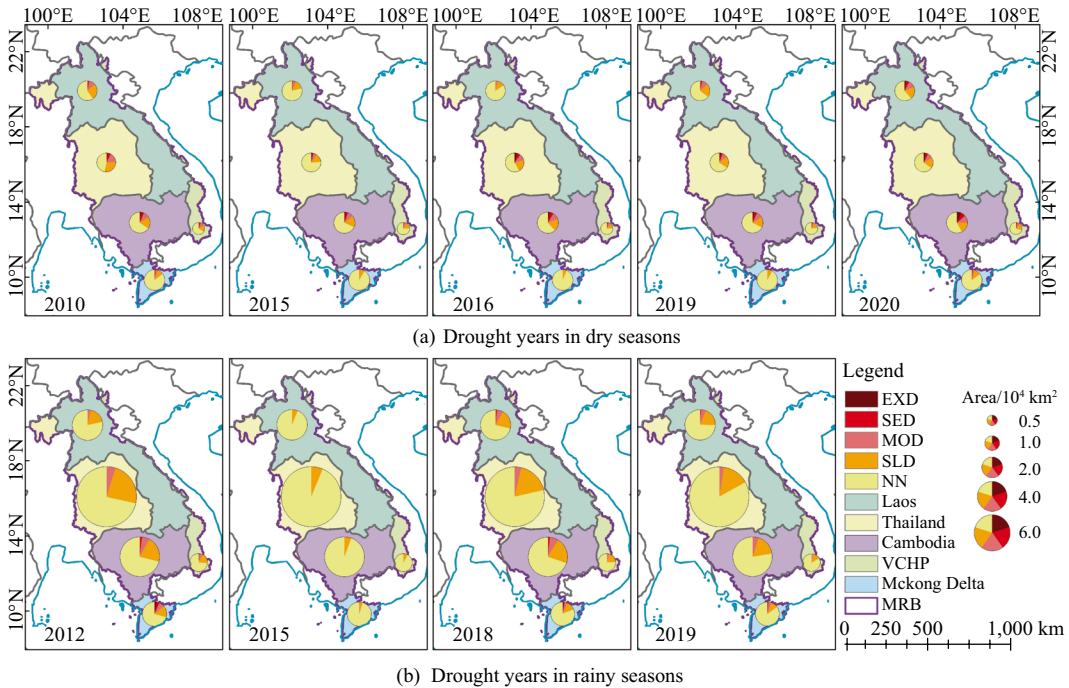 100°E 104°E 108°E 100°E 104°E 108°E 100°E 104°E 108°E 100°E 104°E 108°E 100°E 104°E 108°E
22°N 22°N
18°N 18°N
14°N 14°N
10°N 10°N
2010 2015 2016 2019 2020
(a) Drought years in dry seasons
22°N
18°N
14°N
10°N
2012 2015 2018 2019
Legend
EXD
SED
MOD
SLD
NN
Laos
Thailand
Cambodia
VCHP
Mckong Delta
MRB
Area/10⁴ km²
0.5
1.0
2.0
4.0
6.0
0 250 500 1,000 km
(b) Drought years in rainy seasons